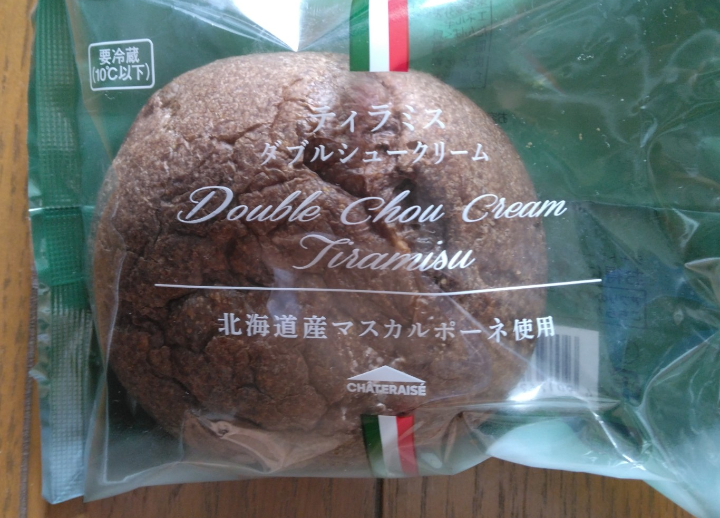 要冷蔵
(10℃以下)
ティラミス
ダブルシュークリーム
Double Chou Cream
Tiramisu
北海道産マスカルポーネ使用
CHÂTERAISÉ